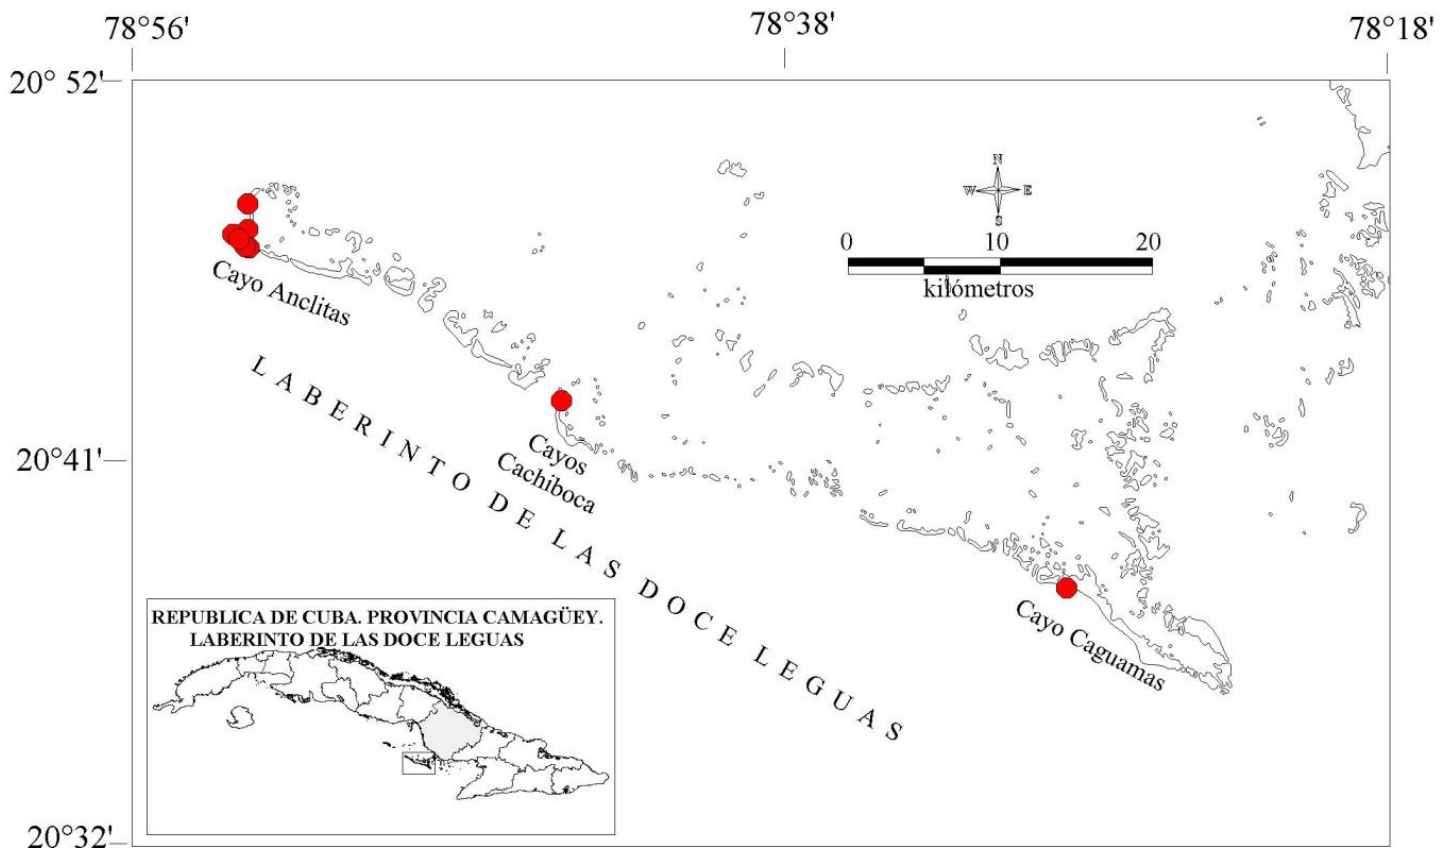 78°56'
78°38'
78°18'
20° 52'
N
W
E
S
0
10
20
kilómetros
Cayo Anclitas
LABERINTO DE LAS DOCE LEGUAS
20°41'
Cayos
Cachiboca
Cayo Caguamas
REPUBLICA DE CUBA. PROVINCIA CAMAGÜEY.
LABERINTO DE LAS DOCE LEGUAS
20°32'